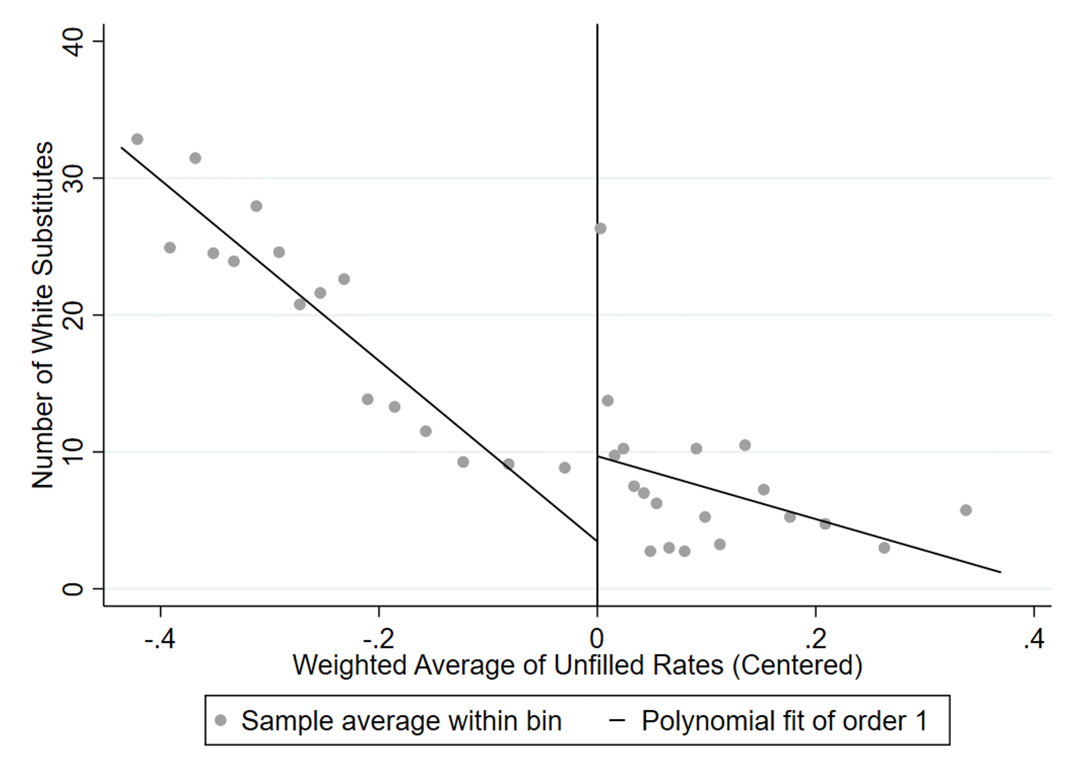 Number of White Substitutes
40
30
20
10
0
-.4
-.2
0
.2
.4
Weighted Average of Unfilled Rates (Centered)
Sample average within bin
Polynomial fit of order 1